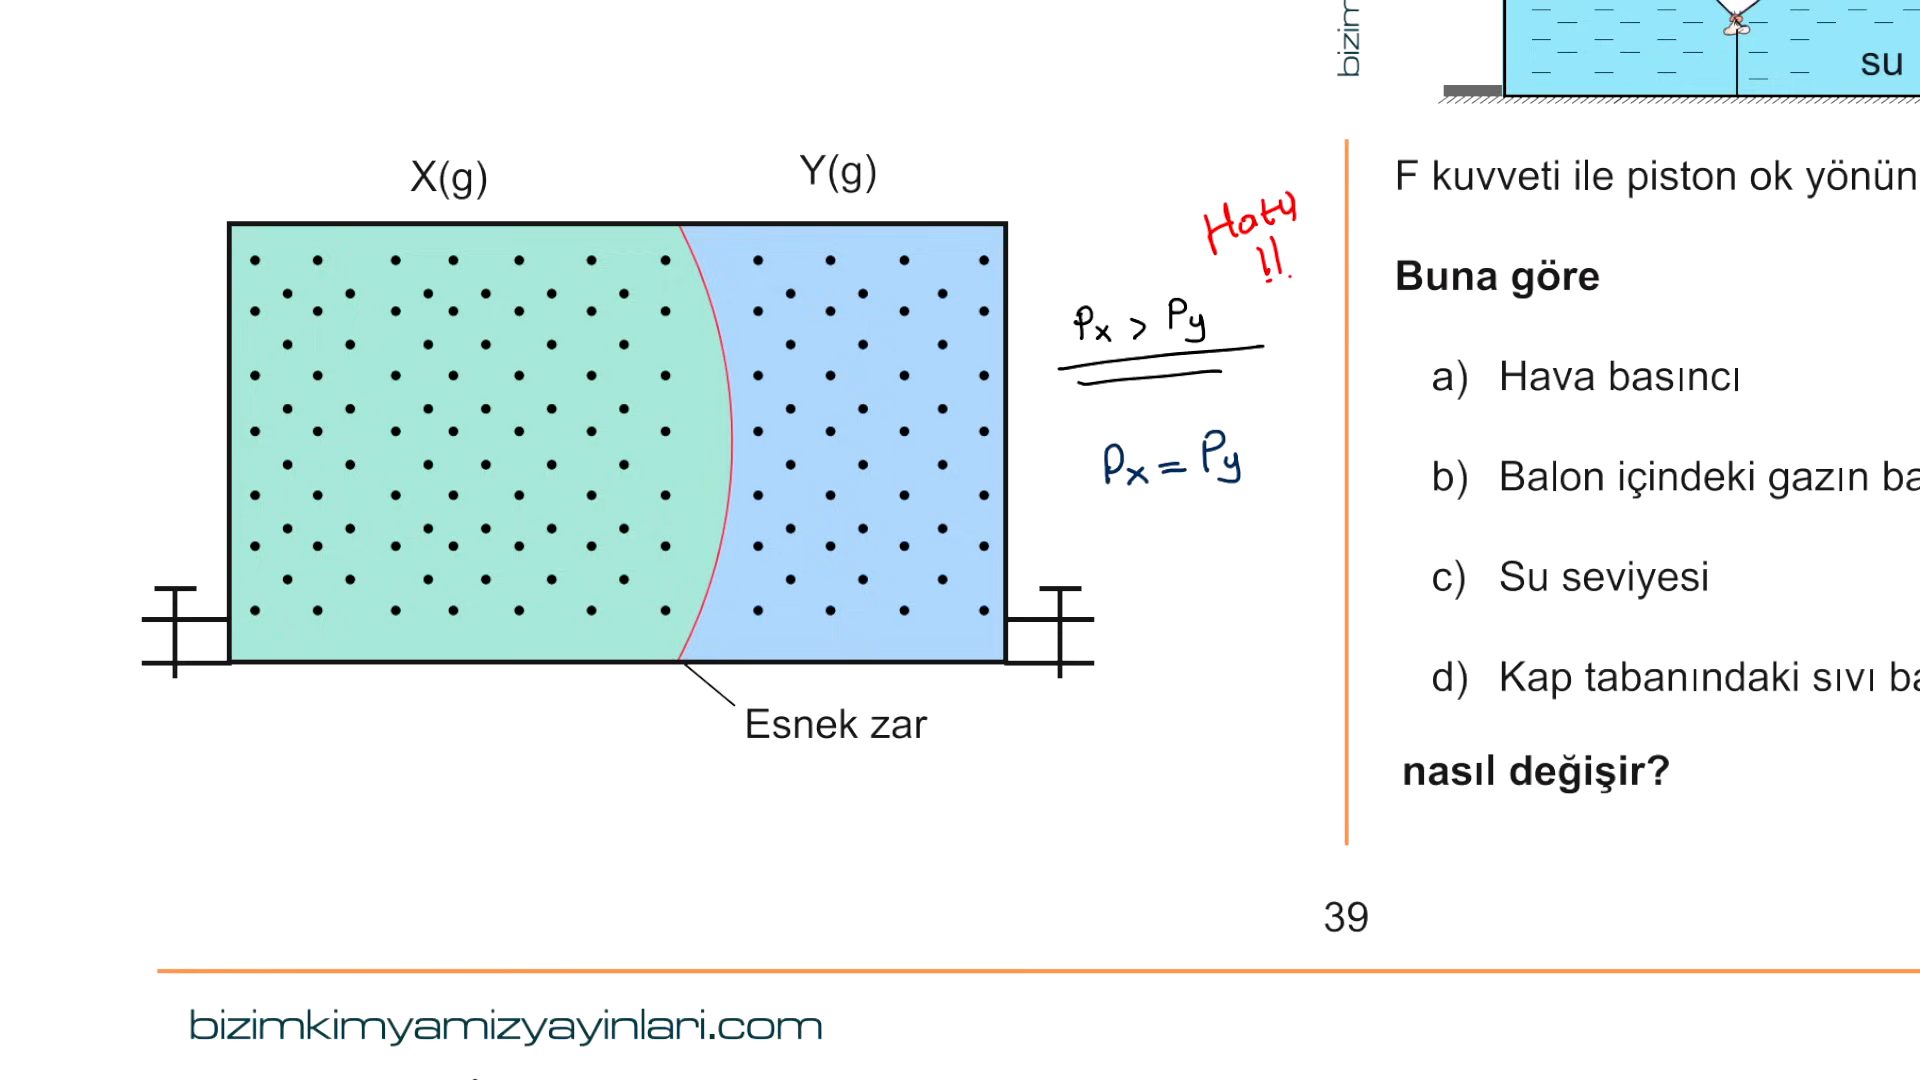 X(g)
Y(g)
Esnek zar
Px > Py
Px = Py
bizim
su
F kuvveti ile piston ok yönün
Buna göre
a) Hava basıncı
b) Balon içindeki gazın ba
c) Su seviyesi
d) Kap tabanındaki sıvı ba
nasıl değişir?
39
bizimkimyamizyayinlari.com